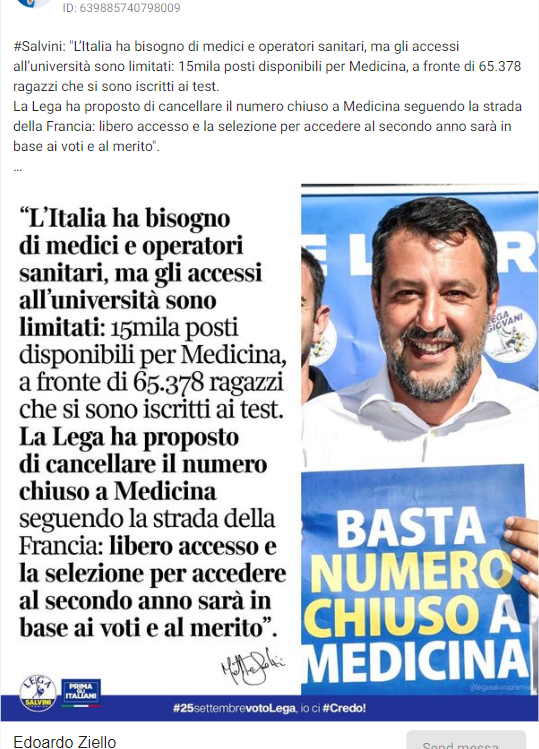 ID: 639885740798009
#Salvini: "L'Italia ha bisogno di medici e operatori sanitari, ma gli accessi
all'università sono limitati: 15mila posti disponibili per Medicina, a fronte di 65.378
ragazzi che si sono iscritti ai test.
La Lega ha proposto di cancellare il numero chiuso a Medicina seguendo la strada
della Francia: libero accesso e la selezione per accedere al secondo anno sarà in
base ai voti e al merito".
...
“L’Italia ha bisogno
di medici e operatori
sanitari, ma gli accessi
all’università sono
limitati: 15mila posti
disponibili per Medicina,
a fronte di 65.378 ragazzi
che si sono iscritti ai test.
La Lega ha proposto
di cancellare il numero
chiuso a Medicina
seguendo la strada della
Francia: libero accesso e
la selezione per accedere
al secondo anno sarà in
base ai voti e al merito”.
LEGA
GIOVANI
BASTA
NUMERO
CHIUSO A
MEDICINA
@legasalvinipremier
LEGA
SALVINI
PRIMA
GLI
ITALIANI
#25settembrevotoLega, io ci #Credo!
Edoardo Ziello
Send messa